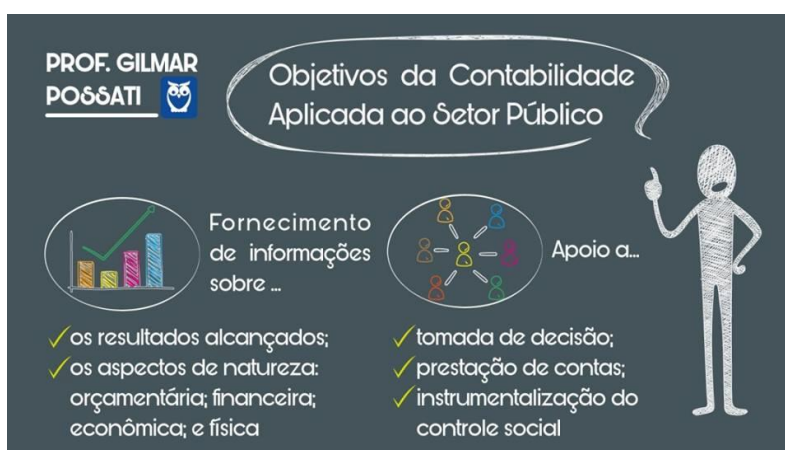 PROF. GILMAR
POSSATI
Objetivos da Contabilidade
Aplicada ao Setor Público
Fornecimento
de informações
sobre ...
os resultados alcançados;
os aspectos de natureza:
orçamentária; financeira;
econômica; e física
Apoio a...
tomada de decisão;
prestação de contas;
instrumentalização do
controle social